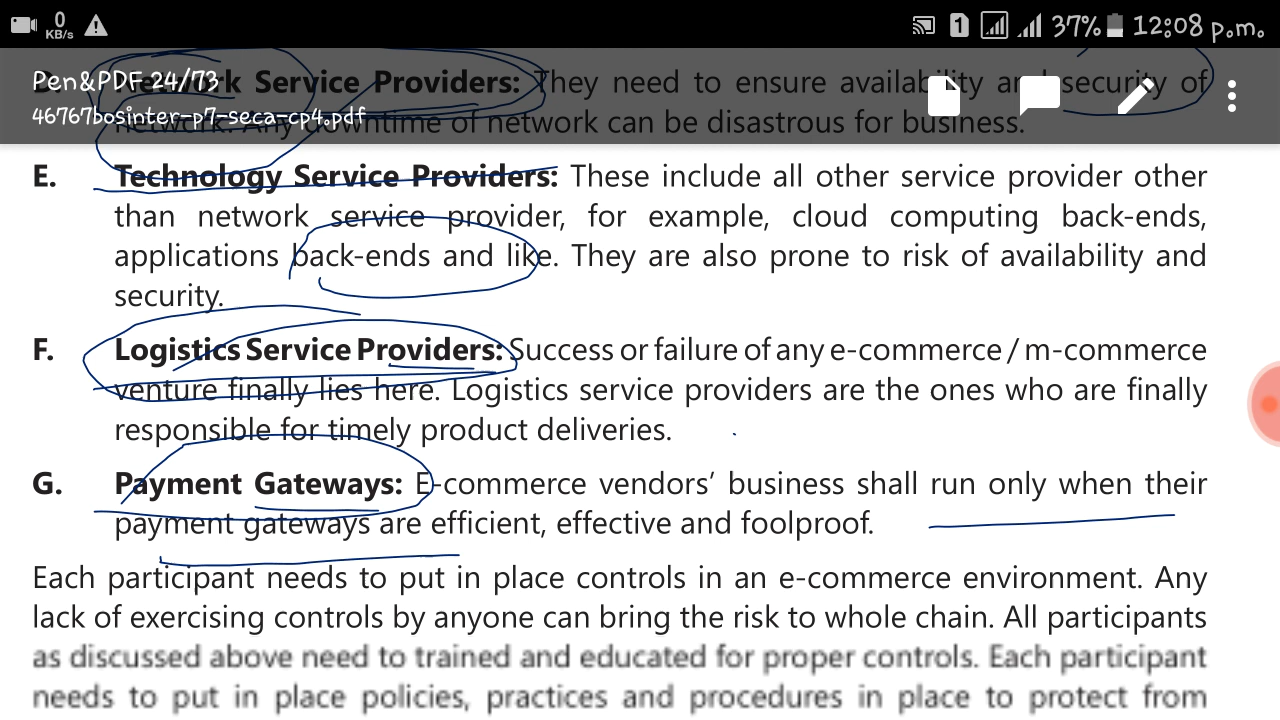 0
KB/s
1
37%
12:08 p.m.
Pen&PDF 24/73
46767bosinter-p7-seca-cp4.pdf
D. Network Service Providers: They need to ensure availability and security of
network. Any downtime of network can be disastrous for business.
E. Technology Service Providers: These include all other service provider other
than network service provider, for example, cloud computing back-ends,
applications back-ends and like. They are also prone to risk of availability and
security.
F. Logistics Service Providers: Success or failure of any e-commerce / m-commerce
venture finally lies here. Logistics service providers are the ones who are finally
responsible for timely product deliveries.
G. Payment Gateways: E-commerce vendors’ business shall run only when their
payment gateways are efficient, effective and foolproof.
Each participant needs to put in place controls in an e-commerce environment. Any
lack of exercising controls by anyone can bring the risk to whole chain. All participants
as discussed above need to trained and educated for proper controls. Each participant
needs to put in place policies, practices and procedures in place to protect from